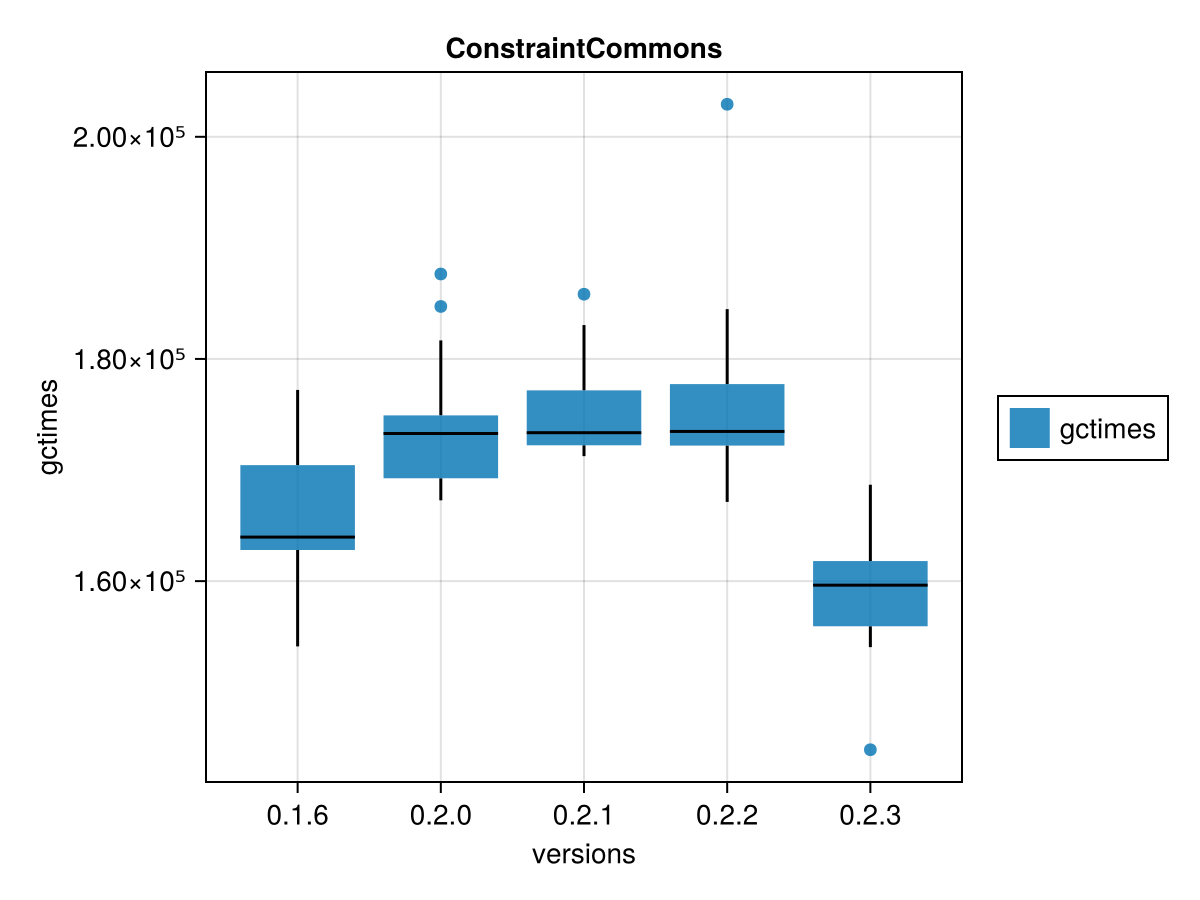 ConstraintCommons
gctimes
2.00×10⁵
1.80×10⁵
1.60×10⁵
0.1.6 0.2.0 0.2.1 0.2.2 0.2.3
versions
gctimes